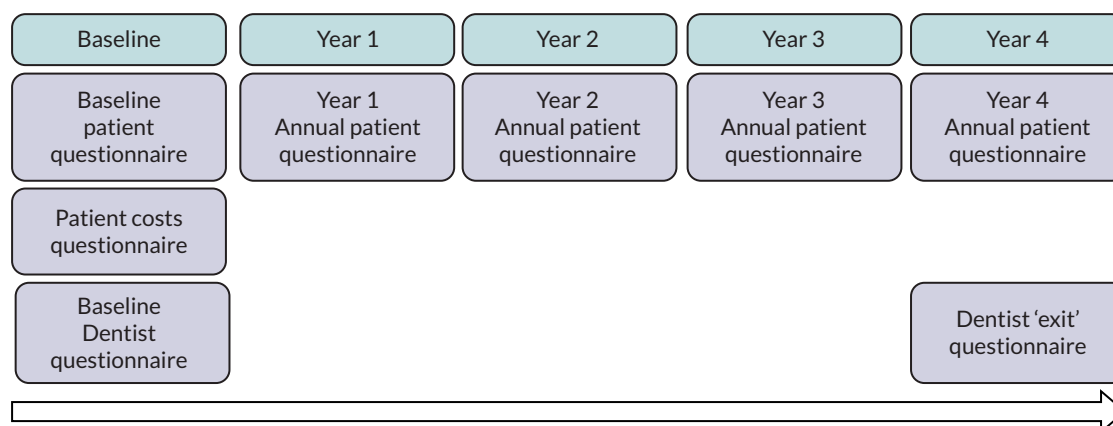 Baseline
Year 1
Year 2
Year 3
Year 4
Baseline
patient
questionnaire
Year 1
Annual patient
questionnaire
Year 2
Annual patient
questionnaire
Year 3
Annual patient
questionnaire
Year 4
Annual patient
questionnaire
Patient costs
questionnaire
Baseline
Dentist
questionnaire
Dentist ‘exit’
questionnaire